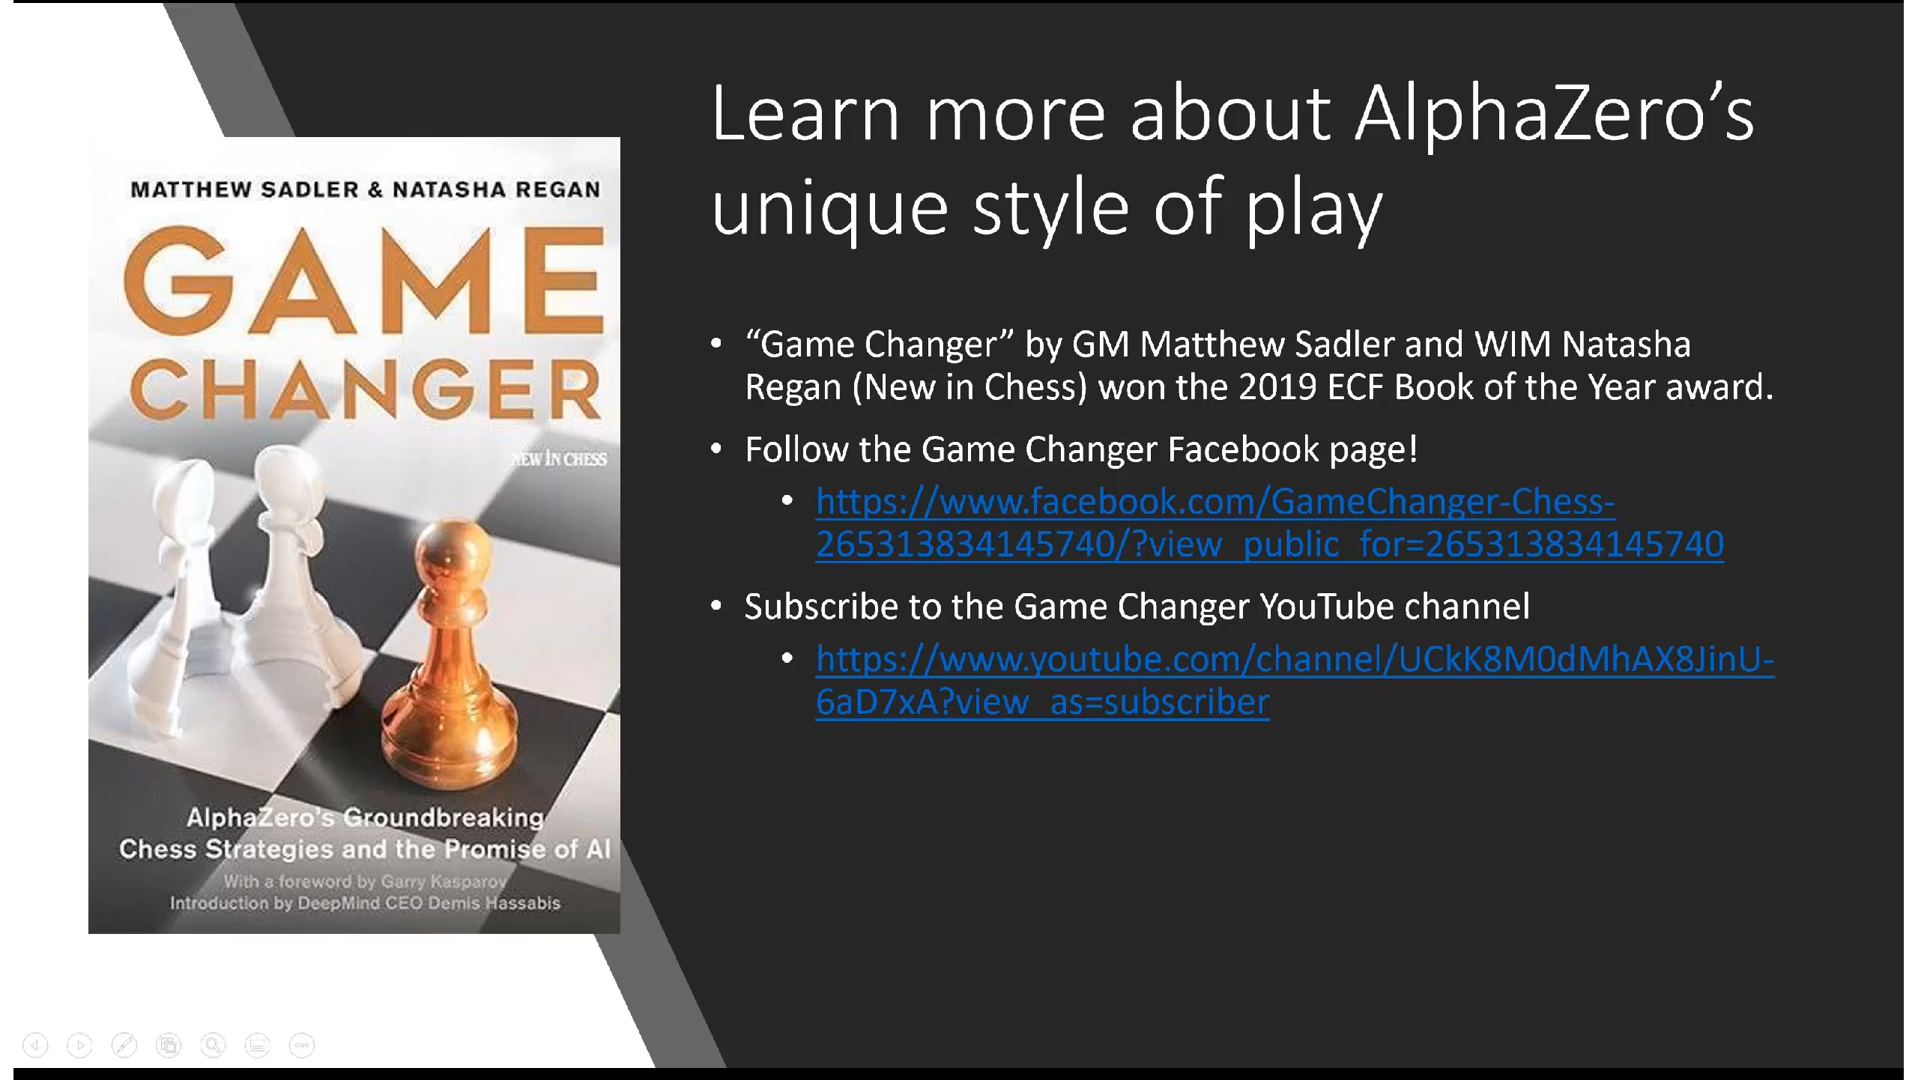 MATTHEW SADLER & NATASHA REGAN
GAME
CHANGER
NEW IN CHESS
AlphaZero's Groundbreaking
Chess Strategies and the Promise of AI
With a foreword by Garry Kasparov
Introduction by DeepMind CEO Demis Hassabis
Learn more about AlphaZero’s
unique style of play
• “Game Changer” by GM Matthew Sadler and WIM Natasha
Regan (New in Chess) won the 2019 ECF Book of the Year award.
• Follow the Game Changer Facebook page!
• https://www.facebook.com/GameChanger-Chess-
265313834145740/?view_public_for=265313834145740
• Subscribe to the Game Changer YouTube channel
• https://www.youtube.com/channel/UCkK8M0dMhAX8JinU-
6aD7xA?view_as=subscriber